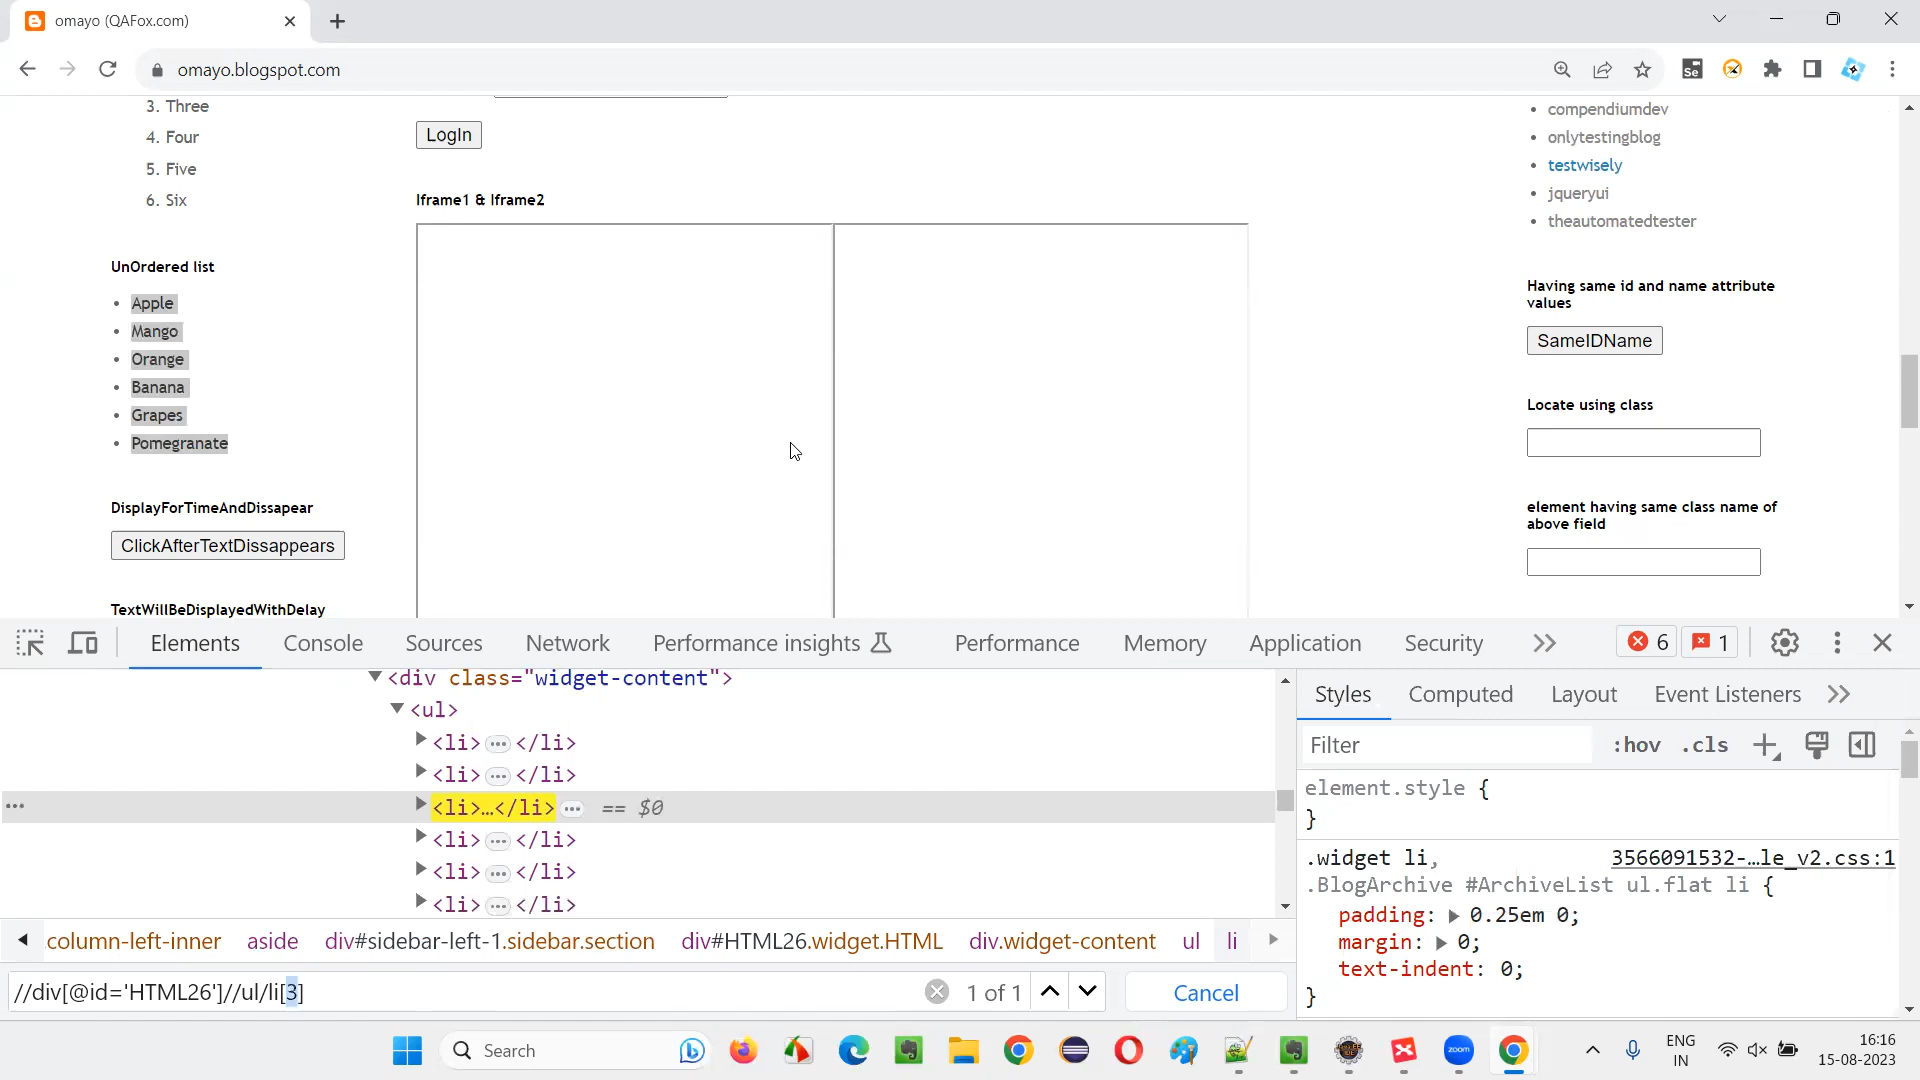 omayo (QAFox.com)
omayo.blogspot.com
3. Three
4. Four
5. Five
6. Six
UnOrdered list
• Apple
• Mango
• Orange
• Banana
• Grapes
• Pomegranate
DisplayForTimeAndDissapear
ClickAfterTextDissappears
TextWillBeDisplayedWithDelay
LogIn
Iframe1 & Iframe2
• compendiumdev
• onlytestingblog
• testwisely
• jqueryui
• theautomatedtester
Having same id and name attribute
values
SameIDName
Locate using class
element having same class name of
above field
Elements Console Sources Network Performance insights Performance Memory Application Security 6 1
<div class="widget-content">
<ul>
<li>…</li>
<li>…</li>
<li>…</li> … == $0
<li>…</li>
<li>…</li>
<li>…</li>
column-left-inner aside div#sidebar-left-1.sidebar.section div#HTML26.widget.HTML div.widget-content ul li
//div[@id='HTML26']//ul/li[3] 1 of 1 Cancel
Styles Computed Layout Event Listeners
Filter :hov .cls
element.style {
}
.widget li, 3566091532-…le_v2.css:1
.BlogArchive #ArchiveList ul.flat li {
padding: 0.25em 0;
margin: 0;
text-indent: 0;
}
Search
Se
zoom
ENG
IN
16:16
15-08-2023